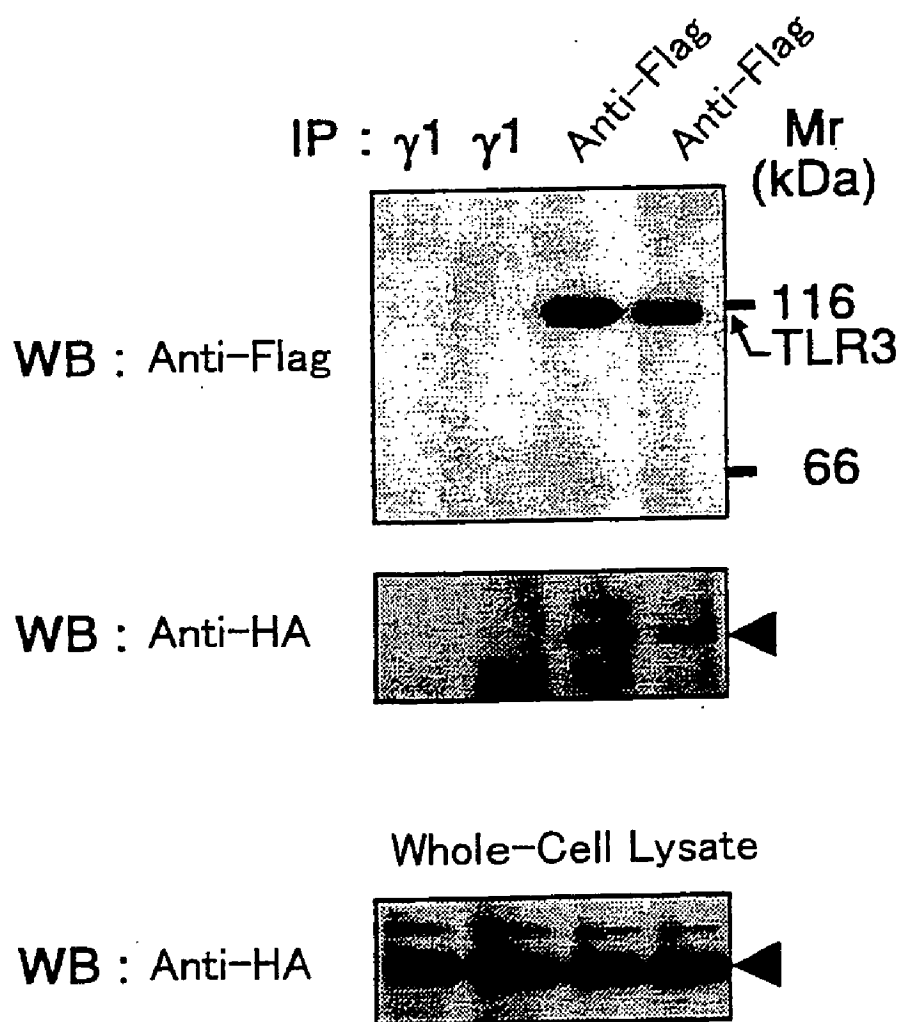 IP : γ1 γ1 Anti-Flag Anti-Flag Mr
(kDa)
116
WB : Anti-Flag TLR3
66
WB : Anti-HA
Whole-Cell Lysate
WB : Anti-HA